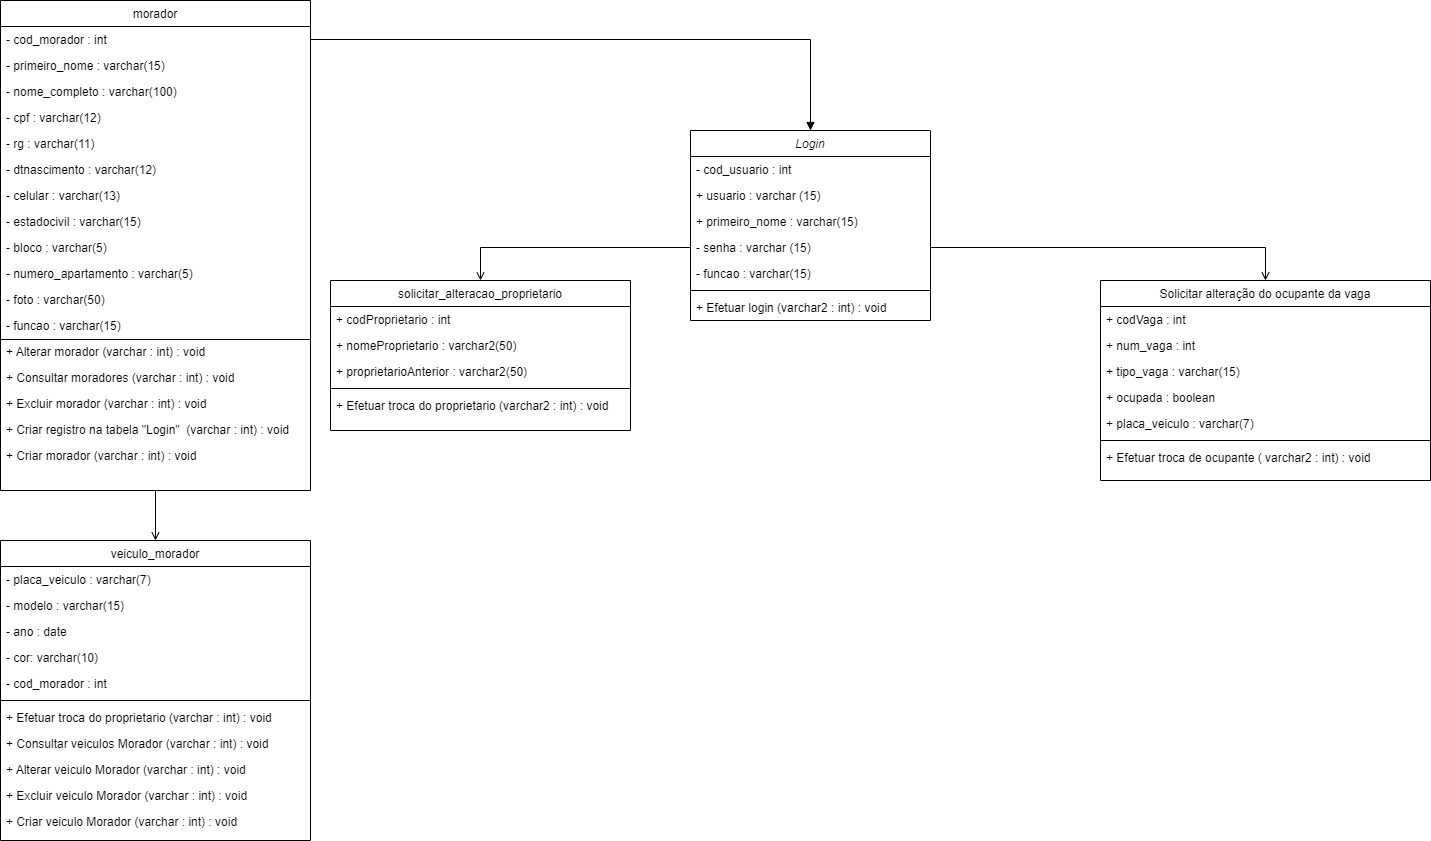 morador
- cod_morador : int
- primeiro_nome : varchar(15)
- nome_completo : varchar(100)
- cpf : varchar(12)
- rg : varchar(11)
- dtnascimento : varchar(12)
- celular : varchar(13)
- estadocivil : varchar(15)
- bloco : varchar(5)
- numero_apartamento : varchar(5)
- foto : varchar(50)
- funcao : varchar(15)
+ Alterar morador (varchar : int) : void
+ Consultar moradores (varchar : int) : void
+ Excluir morador (varchar : int) : void
+ Criar registro na tabela "Login"  (varchar : int) : void
+ Criar morador (varchar : int) : void
Login
- cod_usuario : int
+ usuario : varchar (15)
+ primeiro_nome : varchar(15)
- senha : varchar (15)
- funcao : varchar(15)
+ Efetuar login (varchar2 : int) : void
solicitar_alteracao_proprietario
+ codProprietario : int
+ nomeProprietario : varchar2(50)
+ proprietarioAnterior : varchar2(50)
+ Efetuar troca do proprietario (varchar2 : int) : void
Solicitar alteração do ocupante da vaga
+ codVaga : int
+ num_vaga : int
+ tipo_vaga : varchar(15)
+ ocupada : boolean
+ placa_veiculo : varchar(7)
+ Efetuar troca de ocupante ( varchar2 : int) : void
veiculo_morador
- placa_veiculo : varchar(7)
- modelo : varchar(15)
- ano : date
- cor: varchar(10)
- cod_morador : int
+ Efetuar troca do proprietario (varchar : int) : void
+ Consultar veiculos Morador (varchar : int) : void
+ Alterar veiculo Morador (varchar : int) : void
+ Excluir veiculo Morador (varchar : int) : void
+ Criar veiculo Morador (varchar : int) : void